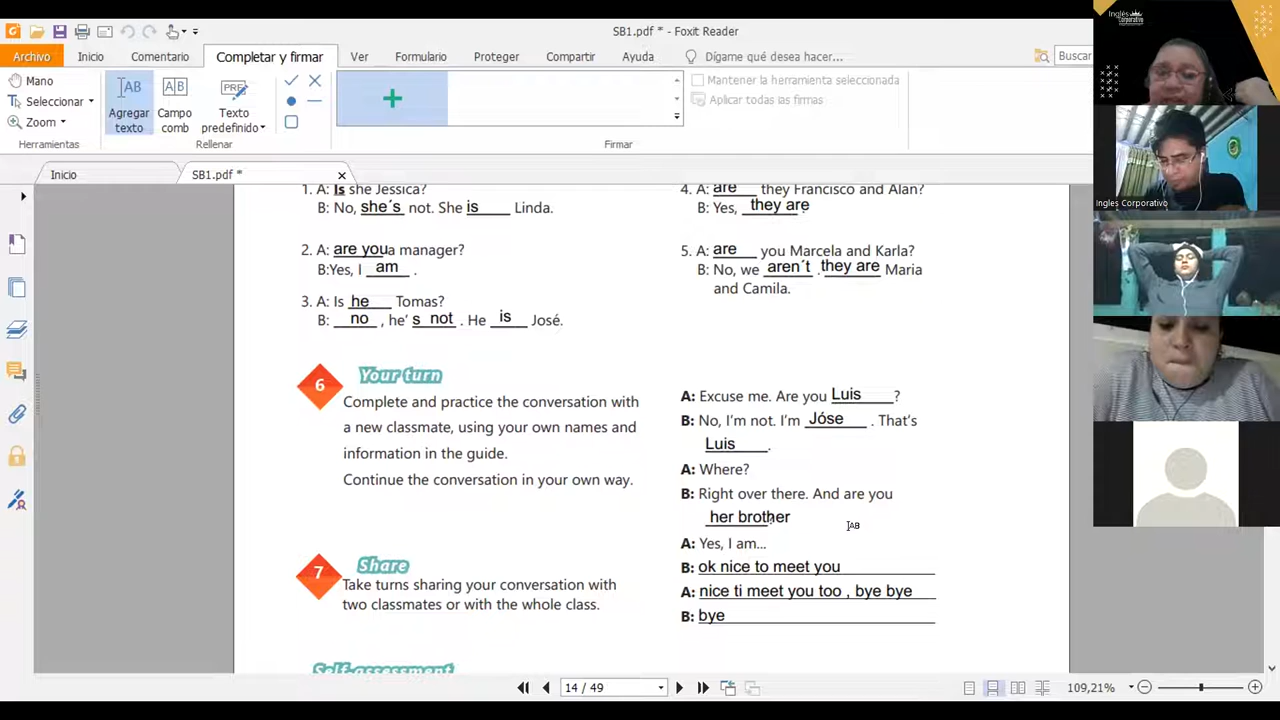 SB1.pdf * - Foxit Reader
Archivo Inicio Comentario Completar y firmar Ver Formulario Proteger Compartir Ayuda Dígame qué desea hacer... Buscar
Mano
Seleccionar
Zoom
Herramientas
Agregar texto
Campo comb
Texto predefinido
PRE
Rellenar
Mantener la herramienta seleccionada
Aplicar todas las firmas
Firmar
Inicio SB1.pdf *
1. A: Is she Jessica?
B: No, she´s not. She is Linda.
2. A: are you a manager?
B:Yes, I am .
3. A: Is he Tomas?
B: no , he' s not . He is José.
4. A: are they Francisco and Alan?
B: Yes, they are.
5. A: are you Marcela and Karla?
B: No, we aren´t . they are Maria
and Camila.
6 Your turn
Complete and practice the conversation with
a new classmate, using your own names and
information in the guide.
Continue the conversation in your own way.
7 Share
Take turns sharing your conversation with
two classmates or with the whole class.
Self-assessment
A: Excuse me. Are you Luis ?
B: No, I'm not. I'm Jóse . That's
Luis .
A: Where?
B: Right over there. And are you
her brother?
A: Yes, I am...
B: ok nice to meet you
A: nice ti meet you too , bye bye
B: bye
14 / 49
109,21%
Inglés
Corporativo
Ingles Corporativo